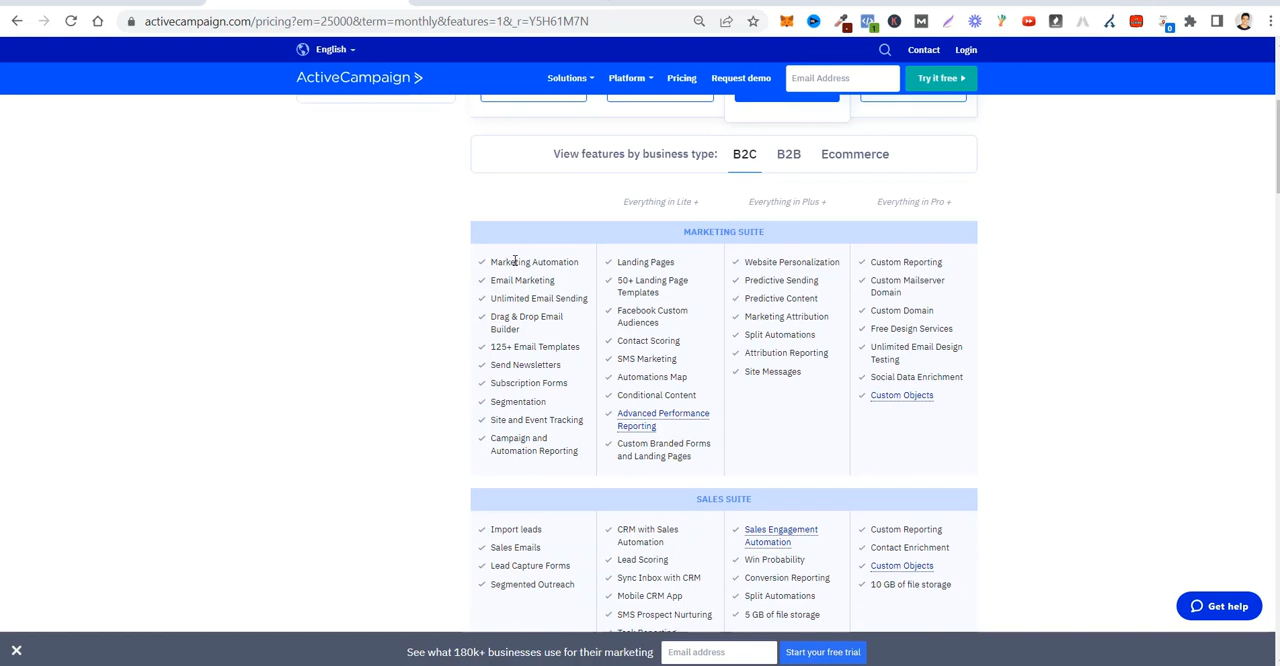 activecampaign.com/pricing?em=25000&term=monthly&features=1&_r=Y5H61M7N
English
Contact
Login
ActiveCampaign >
Solutions
Platform
Pricing
Request demo
Email Address
Try it free
View features by business type:
B2C
B2B
Ecommerce
Everything in Lite +
Everything in Plus +
Everything in Pro +
MARKETING SUITE
Marketing Automation
Email Marketing
Unlimited Email Sending
Drag & Drop Email
Builder
125+ Email Templates
Send Newsletters
Subscription Forms
Segmentation
Site and Event Tracking
Campaign and
Automation Reporting
Landing Pages
50+ Landing Page
Templates
Facebook Custom
Audiences
Contact Scoring
SMS Marketing
Automations Map
Conditional Content
Advanced Performance
Reporting
Custom Branded Forms
and Landing Pages
Website Personalization
Predictive Sending
Predictive Content
Marketing Attribution
Split Automations
Attribution Reporting
Site Messages
Custom Reporting
Custom Mailserver
Domain
Custom Domain
Free Design Services
Unlimited Email Design
Testing
Social Data Enrichment
Custom Objects
SALES SUITE
Import leads
Sales Emails
Lead Capture Forms
Segmented Outreach
CRM with Sales
Automation
Lead Scoring
Sync Inbox with CRM
Mobile CRM App
SMS Prospect Nurturing
Sales Engagement
Automation
Win Probability
Conversion Reporting
Split Automations
5 GB of file storage
Custom Reporting
Contact Enrichment
Custom Objects
10 GB of file storage
Get help
See what 180k+ businesses use for their marketing
Email address
Start your free trial